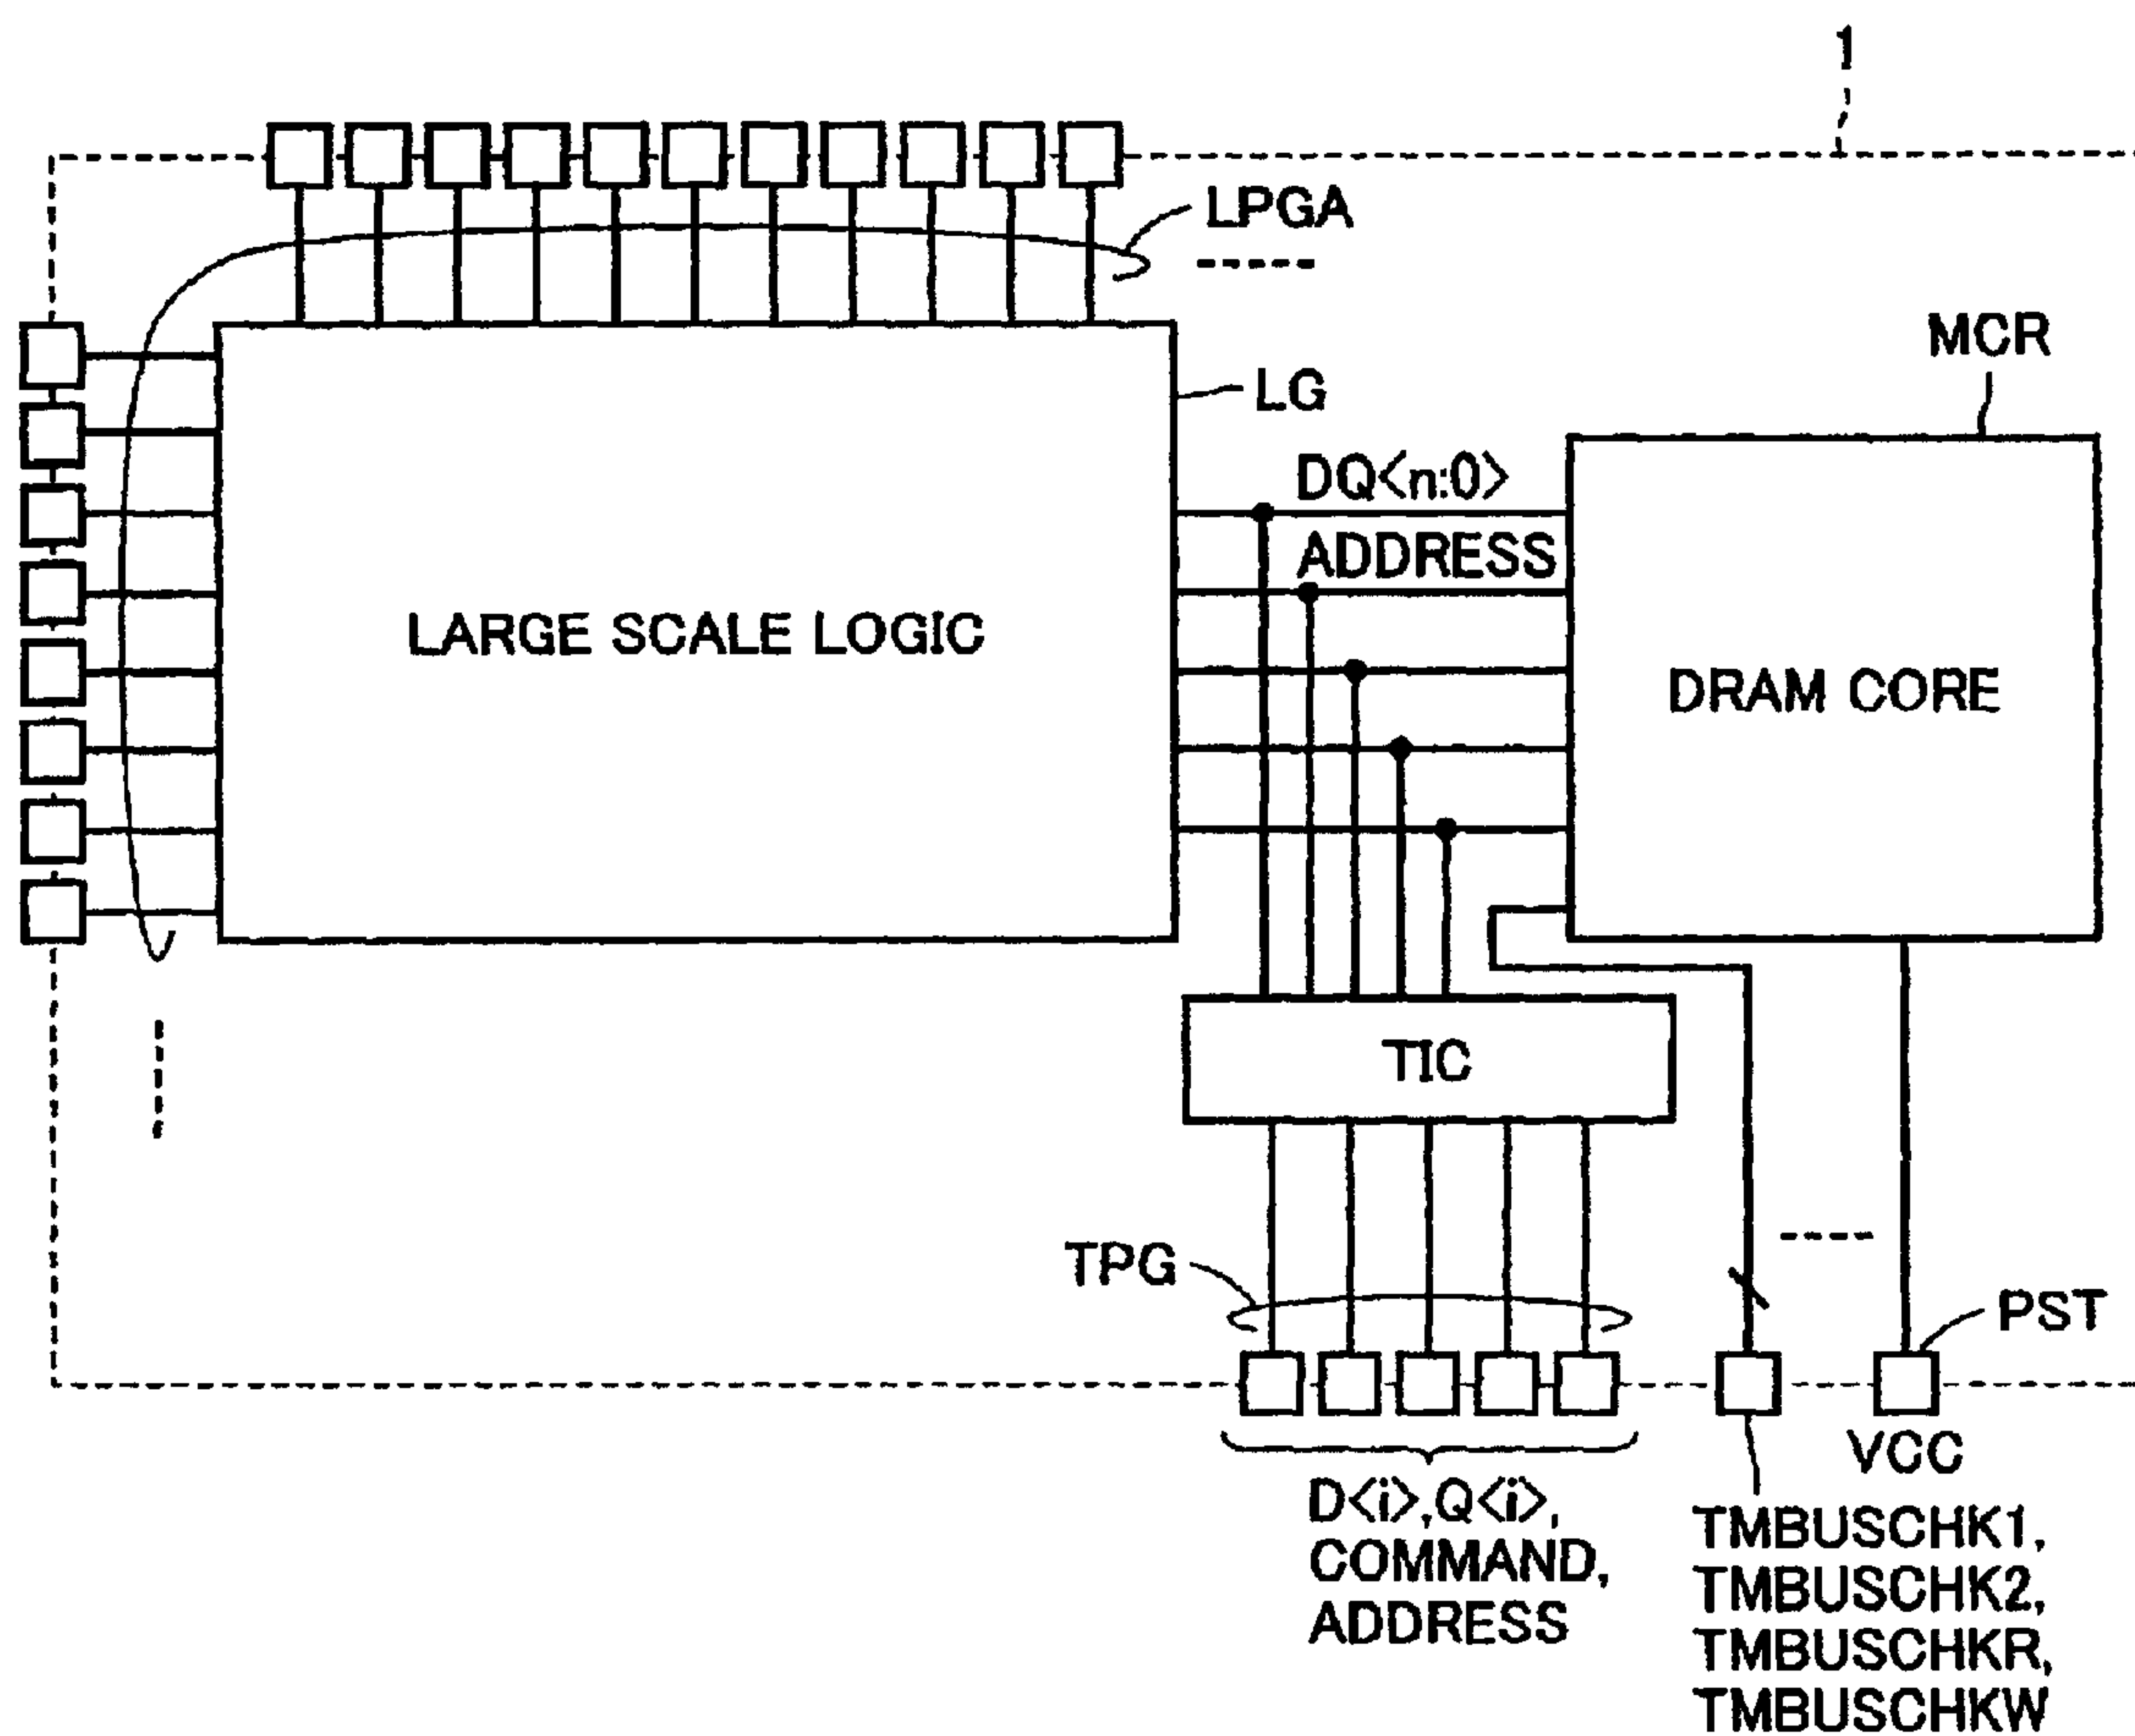 1
LPGA
MCR
LG
DQ<n:0>
ADDRESS
LARGE SCALE LOGIC
DRAM CORE
TIC
TPG
PST
VCC
D<i>,Q<i>,
COMMAND,
ADDRESS
TMBUSCHK1,
TMBUSCHK2,
TMBUSCHKR,
TMBUSCHKW